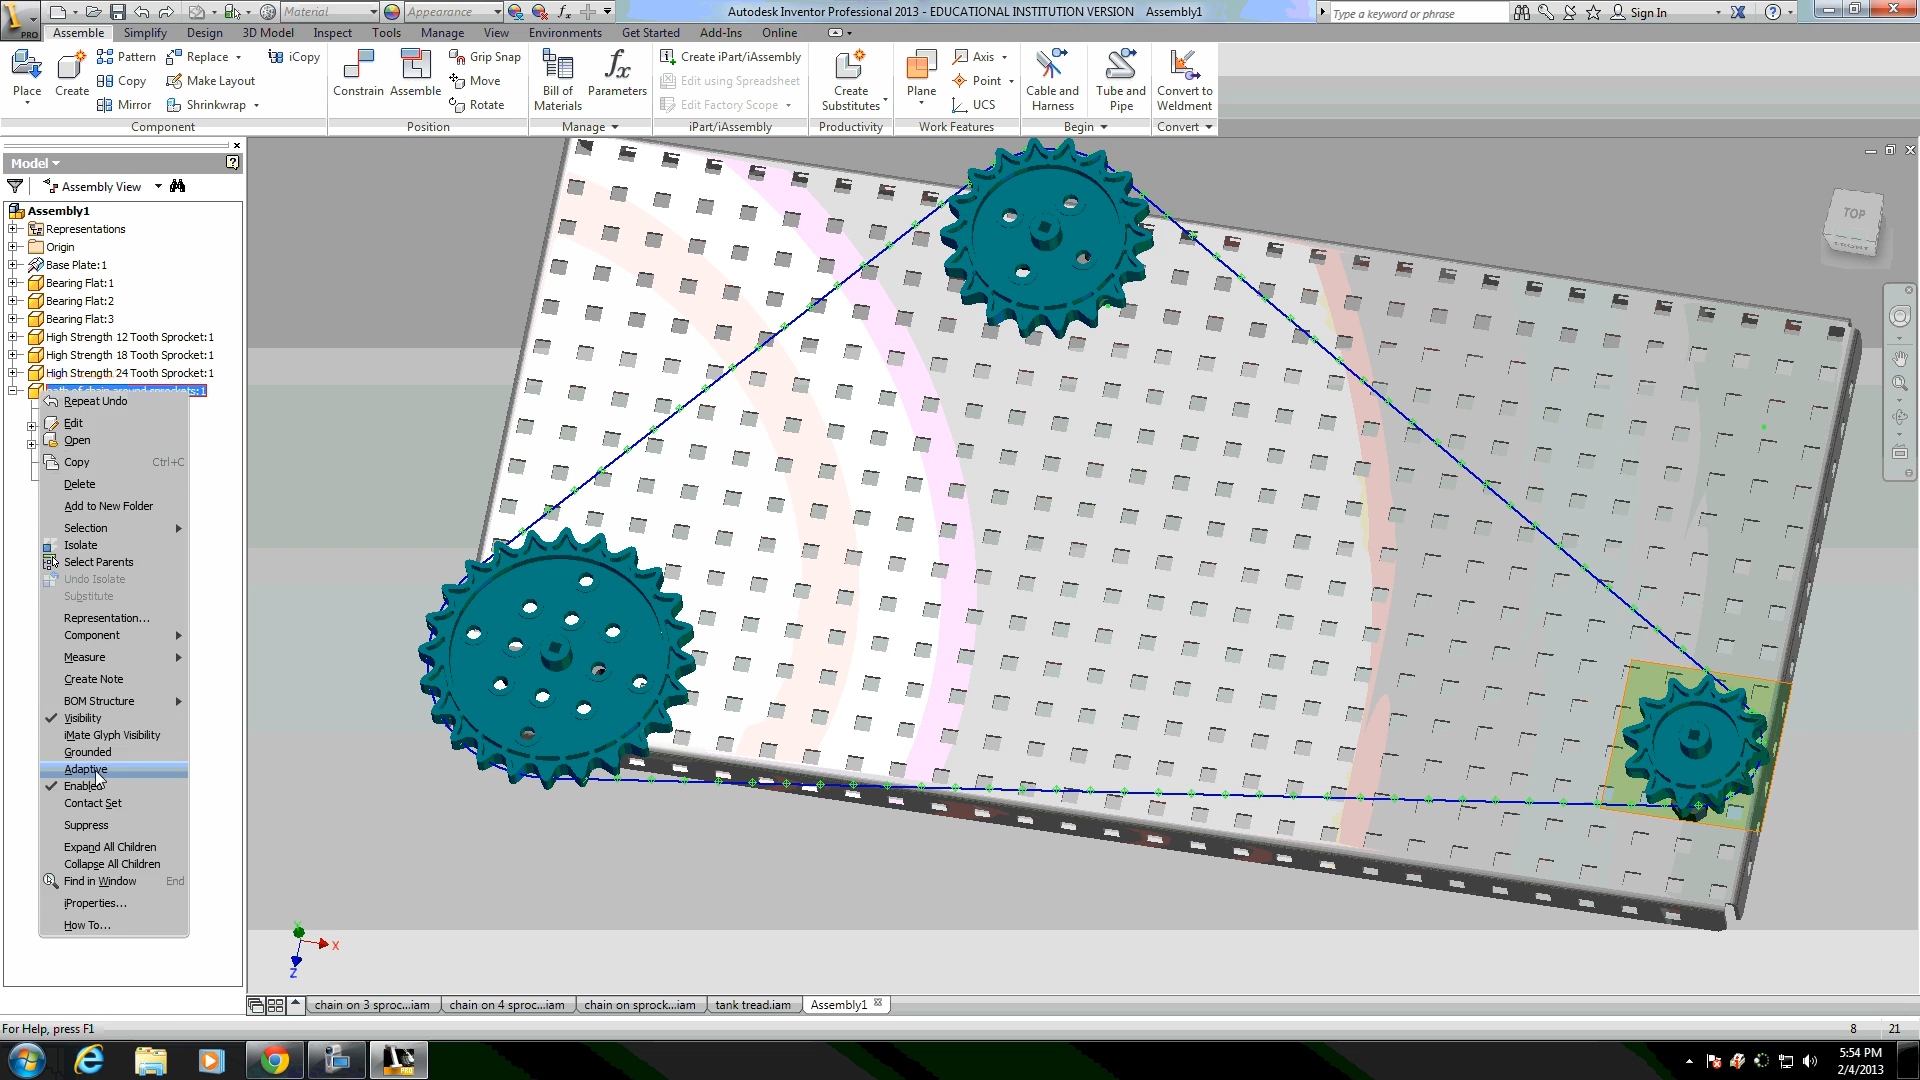 Material
Appearance
Autodesk Inventor Professional 2013 - EDUCATIONAL INSTITUTION VERSION Assembly1
Type a keyword or phrase
Sign In
PRO
Assemble
Simplify
Design
3D Model
Inspect
Tools
Manage
View
Environments
Get Started
Add-Ins
Online
Place
Create
Pattern
Copy
Mirror
Replace
Make Layout
Shrinkwrap
iCopy
Component
Constrain
Assemble
Grip Snap
Move
Rotate
Position
Bill of
Materials
Parameters
Manage
Create iPart/iAssembly
Edit using Spreadsheet
Edit Factory Scope
iPart/iAssembly
Create
Substitutes
Productivity
Plane
Axis
Point
UCS
Work Features
Cable and
Harness
Tube and
Pipe
Begin
Convert to
Weldment
Convert
Model
Assembly View
Assembly1
Representations
Origin
Base Plate:1
Bearing Flat:1
Bearing Flat:2
Bearing Flat:3
High Strength 12 Tooth Sprocket:1
High Strength 18 Tooth Sprocket:1
High Strength 24 Tooth Sprocket:1
path of chain around sprockets:1
Repeat Undo
Edit
Open
Copy Ctrl+C
Delete
Add to New Folder
Selection
Isolate
Select Parents
Undo Isolate
Substitute
Representation...
Component
Measure
Create Note
BOM Structure
Visibility
iMate Glyph Visibility
Grounded
Adaptive
Enabled
Contact Set
Suppress
Expand All Children
Collapse All Children
Find in Window End
iProperties...
How To...
TOP
FRONT
X
Z
chain on 3 sproc...iam
chain on 4 sproc...iam
chain on sprock...iam
tank tread.iam
Assembly1
For Help, press F1
8 21
PRO
5:54 PM
2/4/2013